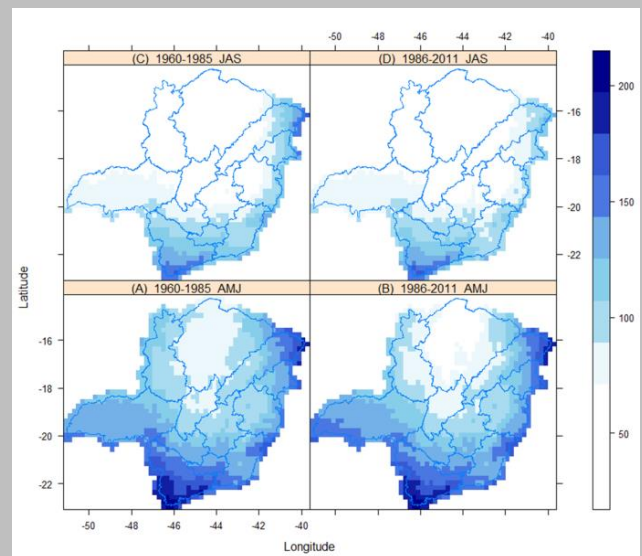 -50 -48 -46 -44 -42 -40
(C) 1960-1985 JAS
(D) 1986-2011 JAS
-16
-18
-20
-22
(A) 1960-1985 AMJ
(B) 1986-2011 AMJ
-16
-18
-20
-22
-50 -48 -46 -44 -42 -40
Latitude
Longitude
200
150
100
50